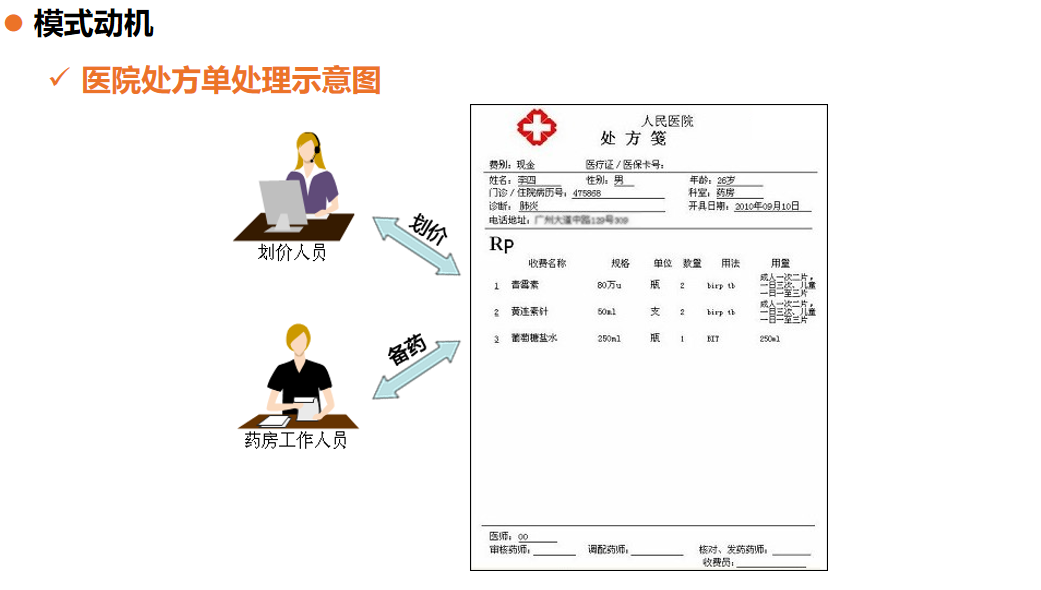 模式动机
医院处方单处理示意图
人民医院
处 方 笺
费别：现金 医疗证/医保卡号：
姓名：李四 性别：男 年龄：26岁
门诊/住院病历号：475868 科室：药房
诊断：肺炎 开具日期：2010年09月10日
电话地址：
Rp
收费名称 规格 单位 数量 用法 用量
1 青霉素 80万u 瓶 2 birp tb 成人一次二片，
一日三次、儿童
一日一至三片
2 黄连素针 50ml 支 2 birp tb 成人一次二片，
一日三次、儿童
一日一至三片
3 葡萄糖盐水 250ml 瓶 1 BIT 250ml
医师：00
审核药师： 调配药师： 核对、发药药师：
收费员：
划价
划价人员
备药
药房工作人员